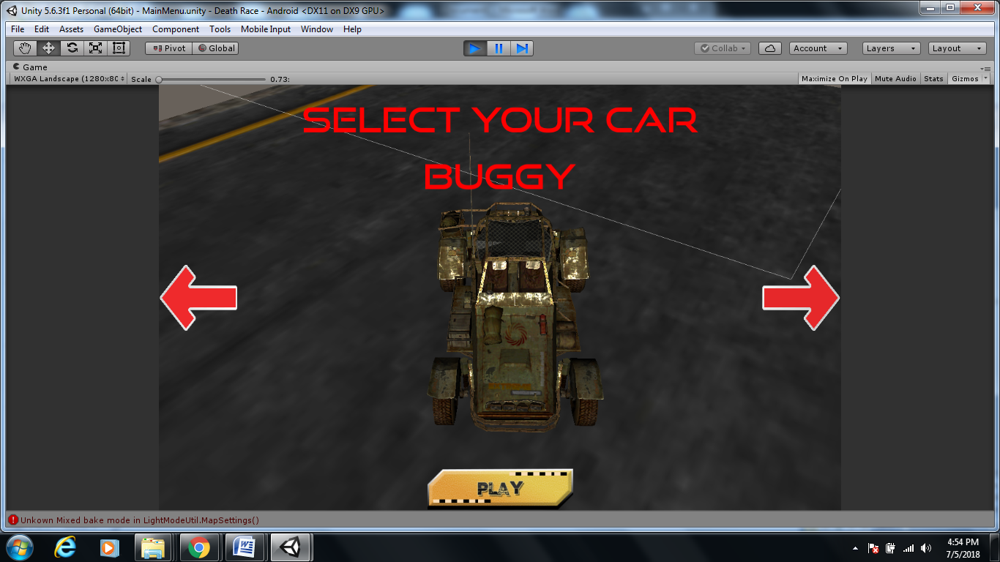 Unity 5.6.3f1 Personal (64bit) - MainMenu.unity - Death Race - Android <DX11 on DX9 GPU>
File Edit Assets GameObject Component Tools Mobile Input Window Help
Pivot Global Collab Account Layers Layout
Game
WXGA Landscape (1280x80 Scale 0.73: Maximize On Play Mute Audio Stats Gizmos
SELECT YOUR CAR
BUGGY
PLAY
Unkown Mixed bake mode in LightModeUtil.MapSettings()
4:54 PM
7/5/2018